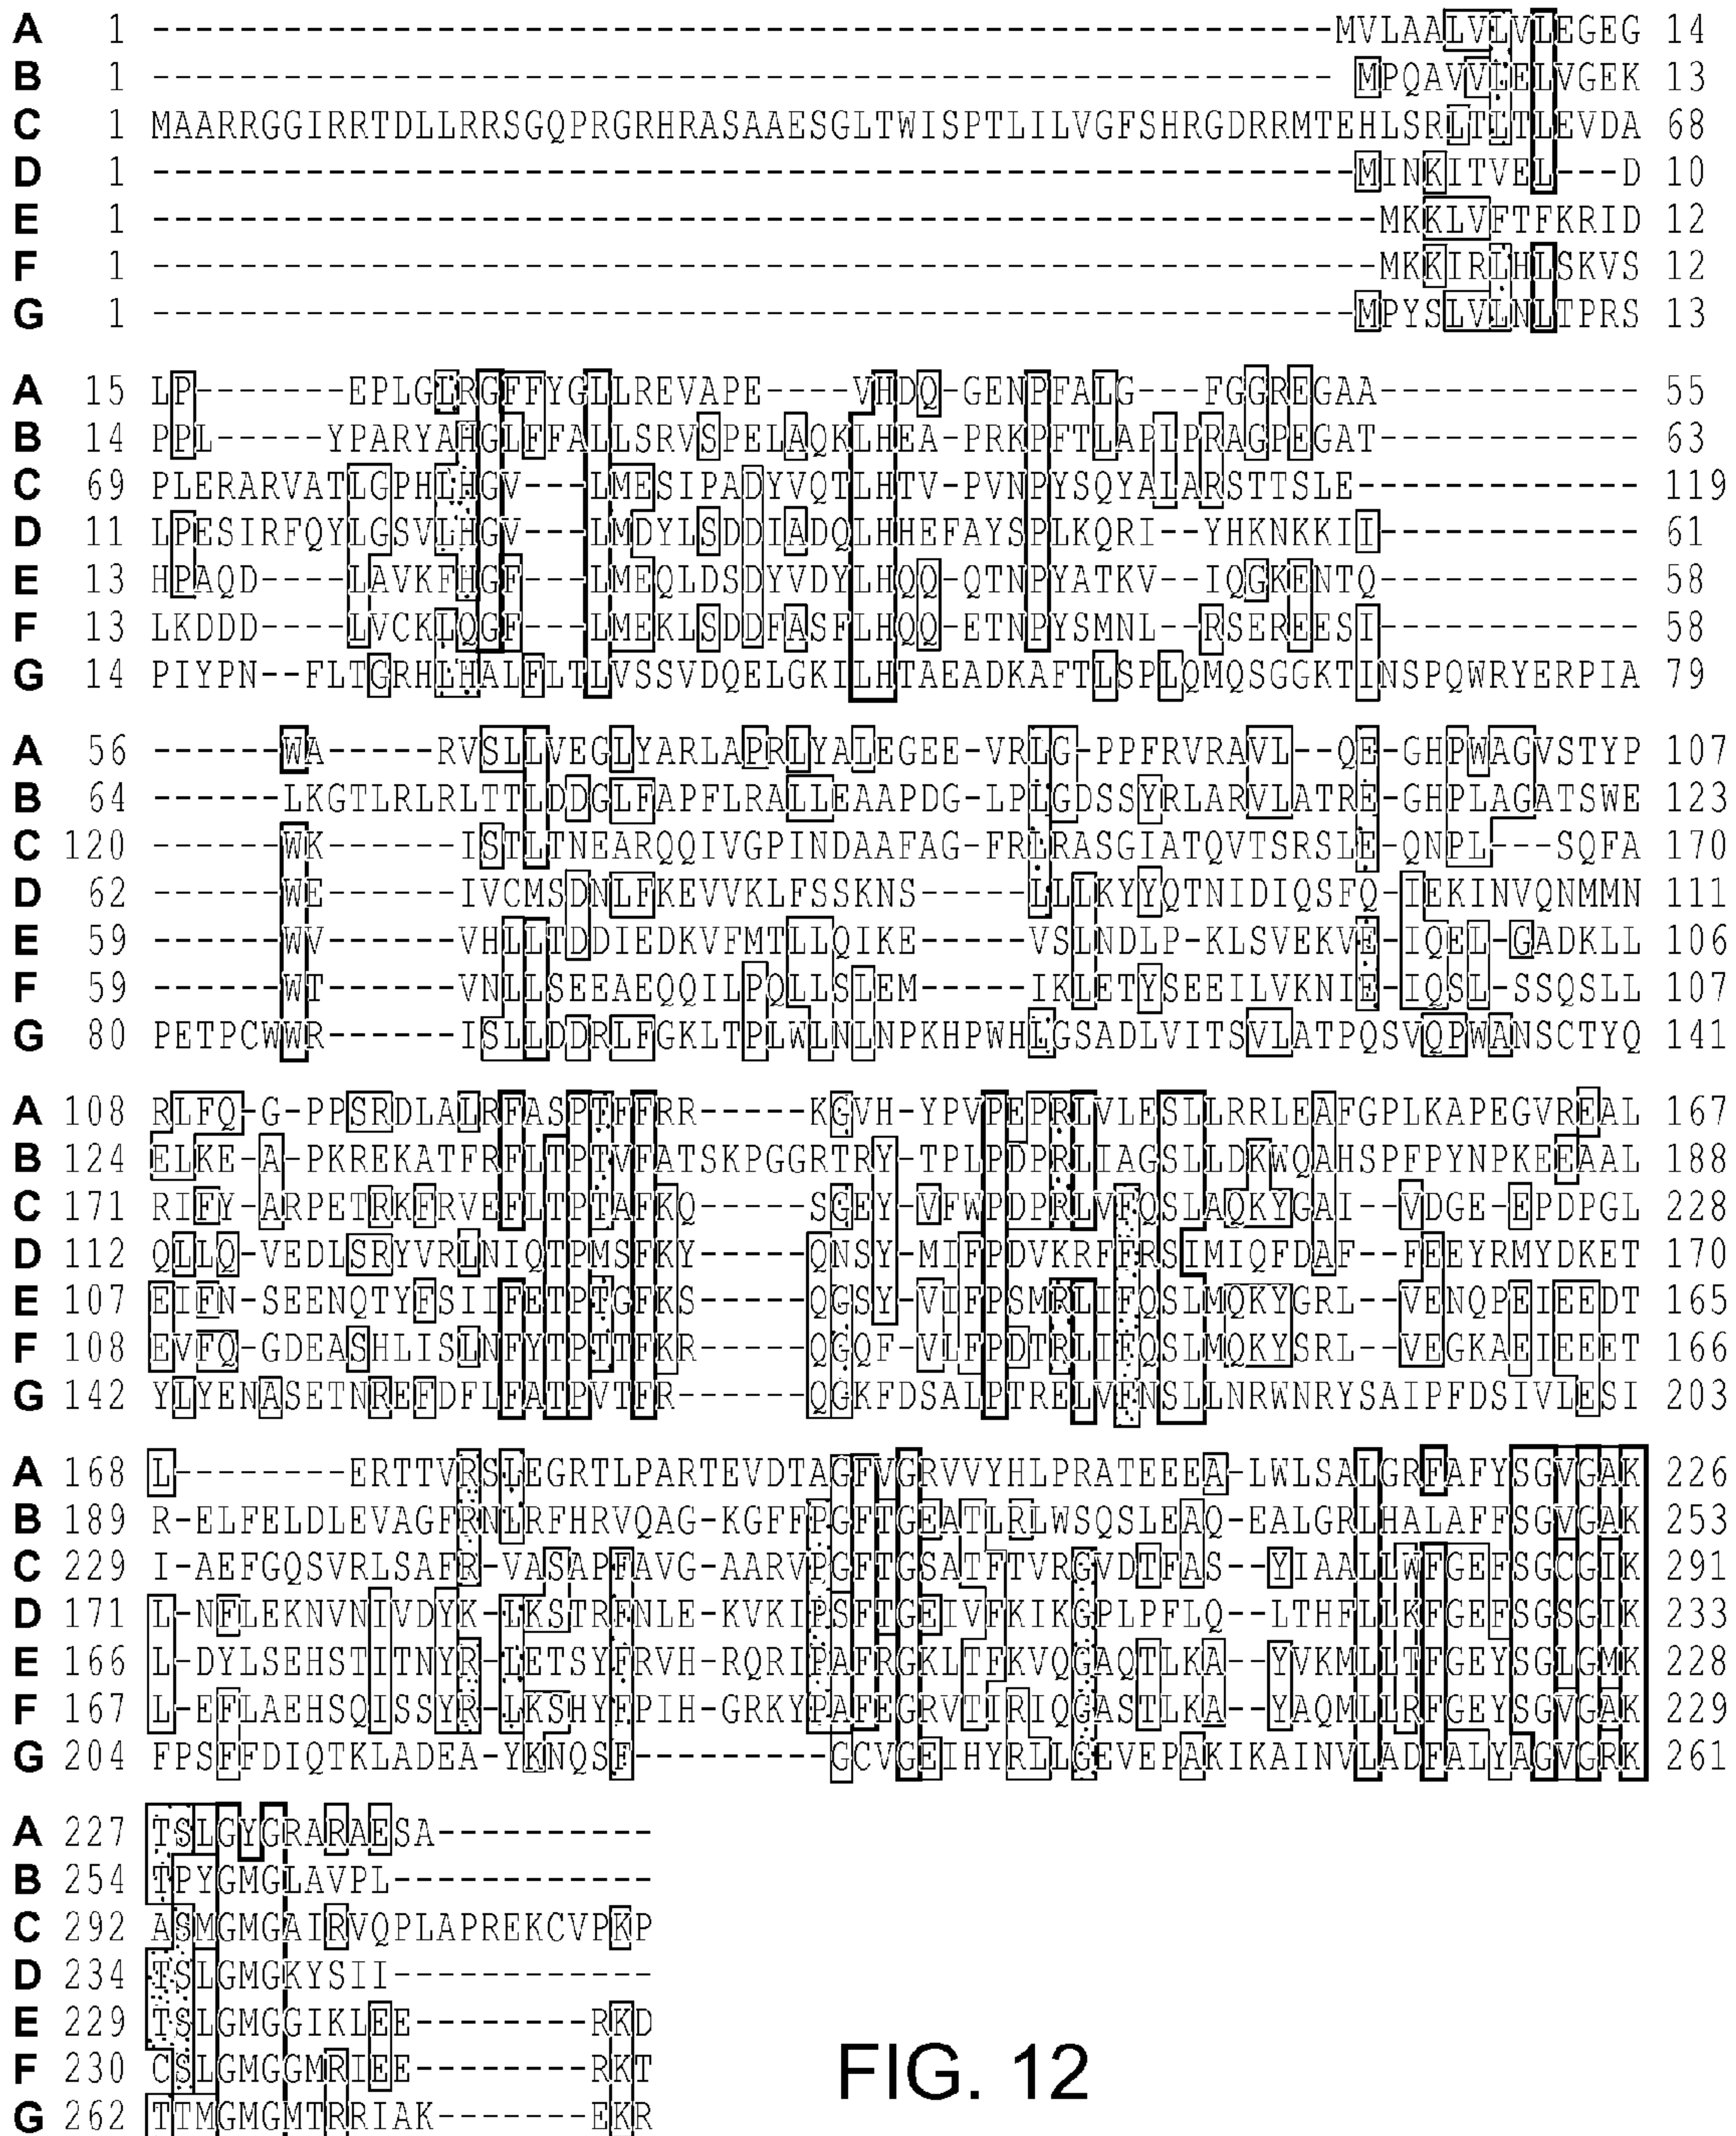 A 1 ------------------------------------------------------MVLAALVLVLEGEG 14
B 1 ------------------------------------------------------ MPQAVVLELVGEK 13
C 1 MAARRGGIRRTDLLRRSGQPRGRHRASAAESGLTWISPTLILVGFSHRGDRRMTEHLSRLTLTLEVDA 68
D 1 -------------------------------------------------------MINKITVEL---D 10
E 1 --------------------------------------------------------MKKLVFTFKRID 12
F 1 --------------------------------------------------------MKKIRLHLSKVS 12
G 1 -------------------------------------------------------MPYSLVLNLTPRS 13
A 15 LP-------EPLGLRGFFYGLLREVAPE----VHDQ-GENPFALG---FGGREGAA------------ 55
B 14 PPL-----YPARYAHGLFFALLSRVSPELAQKLHEA-PRKPFTLAPLPRAGPEGAT------------ 63
C 69 PLERARVATLGPHLHGV---LMESIPADYVQTLHTV-PVNPYSQYALARSTTSLE------------- 119
D 11 LPESIRFQYLGSVLHGV---LMDYLSDDIADQLHHEFAYSPLKQRI--YHKNKKII------------ 61
E 13 HPAQD----LAVKFHGF---LMEQLDSDYVDYLHQQ-QTNPYATKV--IQGKENTQ------------ 58
F 13 LKDDD----LVCKLQGF---LMEKLSDDFASFLHQQ-ETNPYSMNL--RSEREESI------------ 58
G 14 PIYPN--FLTGRHLHALFLTLVSSVDQELGKILHTAEADKAFTLSPLQMQSGGKTINSPQWRYERPIA 79
A 56 ------WA------RVSLLVEGLYARLAPRLYALEGEE-VRLG-PPFRVRAVL--QE-GHPWAGVSTYP 107
B 64 ------LKGTLRLRLTTLDDGLFAPFLRALLEAAPDG-LPLGDSSYRLARVLATRE-GHPLAGATSWE 123
C 120 ------WK------ISTLTNEARQQIVGPINDAAFAG-FRLRASGIATQVTSRSLE-QNPL---SQFA 170
D 62 ------WE------IVCMSDNLFKEVVKLFSSKNS-----LLLKYYQTNIDIQSFQ-IEKINVQNMMN 111
E 59 ------WV------VHLLTDDIEDKVFMTLLQIKE-----VSLNDLP-KLSVEKVE-IQEL-GADKLL 106
F 59 ------WT------VNLLSEEAEQQILPQLLSLEM-----IKLETYSEEILVKNIE-IQSL-SSQSLL 107
G 80 PETPCWWR------ISLLDDRLFGKLTPLWLNLNPKHPWHLGSADLVITSVLATPQSVQPWANSCTYQ 141
A 108 RLFQ-G-PPSRDLALRFASPTFFRR-----KGVH-YPVPEPRLVLESLLRRLEAFGPLKAPEGVREAL 167
B 124 ELKE-A-PKREKATFRFLTPTVFATSKPGGRTRY-TPLPDPRLIAGSLLDKWQAHSPFPYNPKEEAAL 188
C 171 RIFY-ARPETRKFRVEFLTPTAFKQ-----SGEY-VFWPDPRLVFQSLAQKYGAI--VDGE-EPDPGL 228
D 112 QLLQ-VEDLSRYVRLNIQTPMSFKY-----QNSY-MIFPDVKRFFRSIMIQFDAF--FEEYRMYDKET 170
E 107 EIFN-SEENQTYFSIIFETPTGFKS-----QGSY-VIFPSMRLIFQSLMQKYGRL--VENQPEIEEDT 165
F 108 EVFQ-GDEASHLISLNFYTPTTFKR-----QGQF-VLFPDTRLIFQSLMQKYSRL--VEGKAEIEEET 166
G 142 YLYENASETNREFDFLFATPVTFR------QGKFDSALPTRELVFNSLLNRWNRYSAIPFDSIVLESI 203
A 168 L--------ERTTVRSLEGRTLPARTEVDTAGFVGRVVYHLPRATEEEA-LWLSALGRFAFYSGVGAK 226
B 189 R-ELFELDLEVAGFRNLRFHRVQAG-KGFFPGFTGEATLRLWSQSLEAQ-EALGRLHALAFFSGVGAK 253
C 229 I-AEFGQSVRLSAFR-VASAPFAVG-AARVPGFTGSATFTVRGVDTFAS--YIAALLWFGEFSGCGIK 291
D 171 L-NFLEKNVNIVDYK-LKSTRFNLE-KVKIPSFTGEIVFKIKGPLPFLQ--LTHFLLKFGEFSGSGIK 233
E 166 L-DYLSEHSTITNYR-LETSYFRVH-RQRIPAFRGKLTFKVQGAQTLKA--YVKMLLTFGEYSGLGMK 228
F 167 L-EFLAEHSQISSYR-LKSHYFPIH-GRKYPAFEGRVTIRIQGASTLKA--YAQMLLRFGEYSGVGAK 229
G 204 FPSFFDIQTKLADEA-YKNQSF---------GCVGEIHYRLLGEVEPAKIKAINVLADFALYAGVGRK 261
A 227 TSLGYGRARAESA----------
B 254 TPYGMGLAVPL------------
C 292 ASMGMGAIRVQPLAPREKCVPKP
D 234 TSLGMGKYSII------------
E 229 TSLGMGGIKLEE--------RKD
F 230 CSLGMGGMRIEE--------RKT
G 262 TTMGMGMTRRIAK-------EKR
FIG. 12